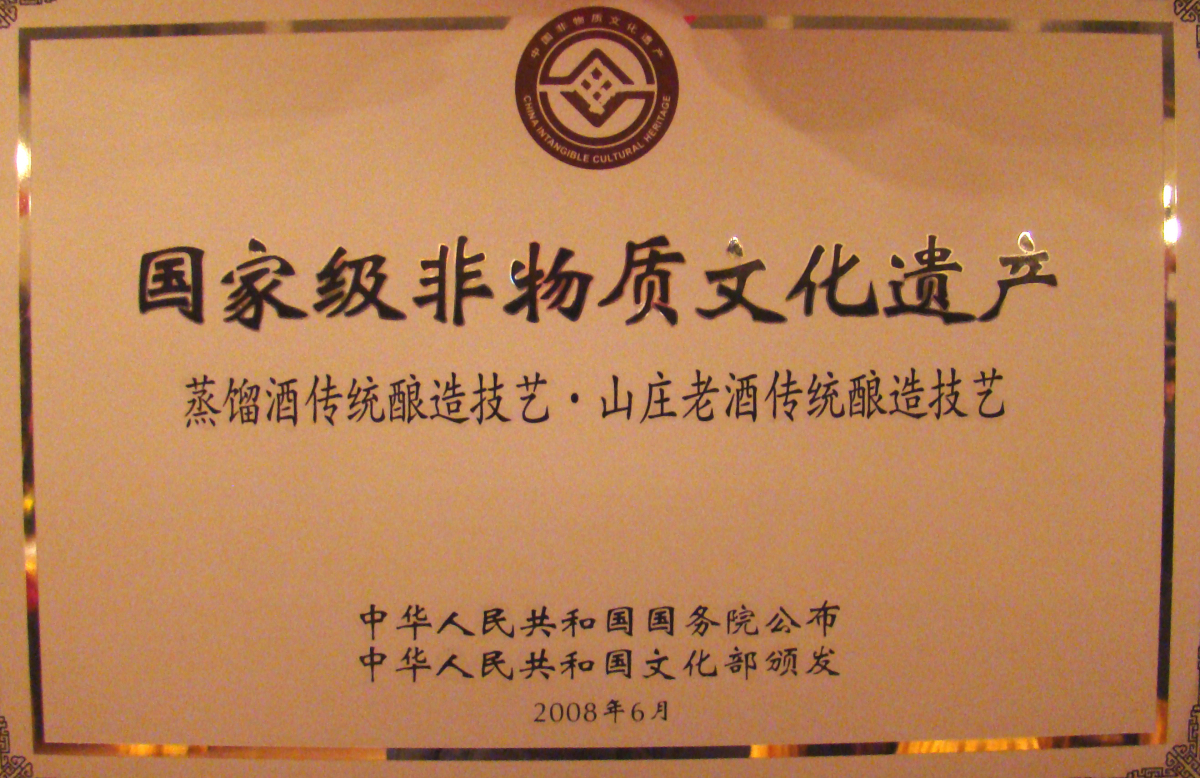 中国非物质文化遗产
CHINA INTANGIBLE CULTURAL HERITAGE
国家级非物质文化遗产
蒸馏酒传统酿造技艺·山庄老酒传统酿造技艺
中华人民共和国国务院公布
中华人民共和国文化部颁发
2008年6月